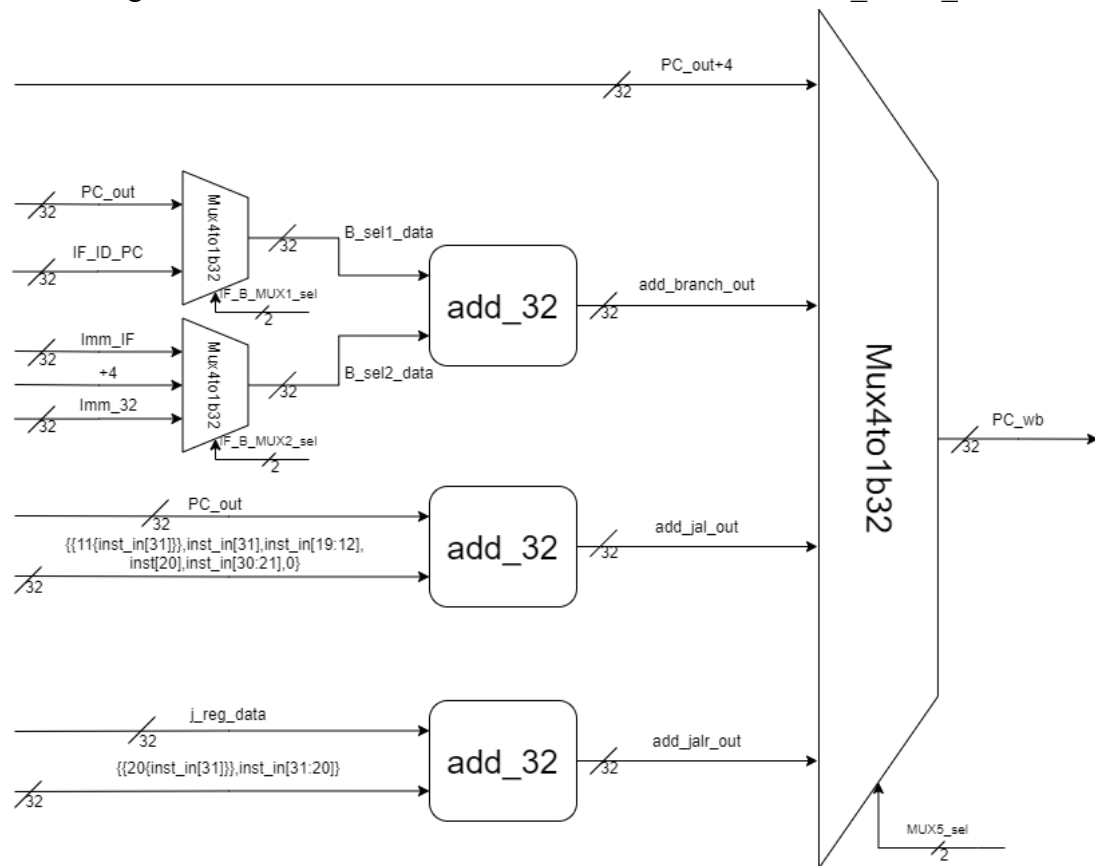 PC_out+4
32
PC_out
32
Mux4to1b32
32
B_sel1_data
IF_ID_PC
32
IF_B_MUX1_sel
2
add_32
add_branch_out
32
Imm_IF
32
+4
Mux4to1b32
32
B_sel2_data
Imm_32
32
IF_B_MUX2_sel
2
Mux4to1b32
PC_wb
32
PC_out
32
{{11{inst_in[31]}},inst_in[31],inst_in[19:12],
inst[20],inst_in[30:21],0}
32
add_32
add_jal_out
32
j_reg_data
32
{{20{inst_in[31]}},inst_in[31:20]}
32
add_32
add_jalr_out
32
MUX5_sel
2